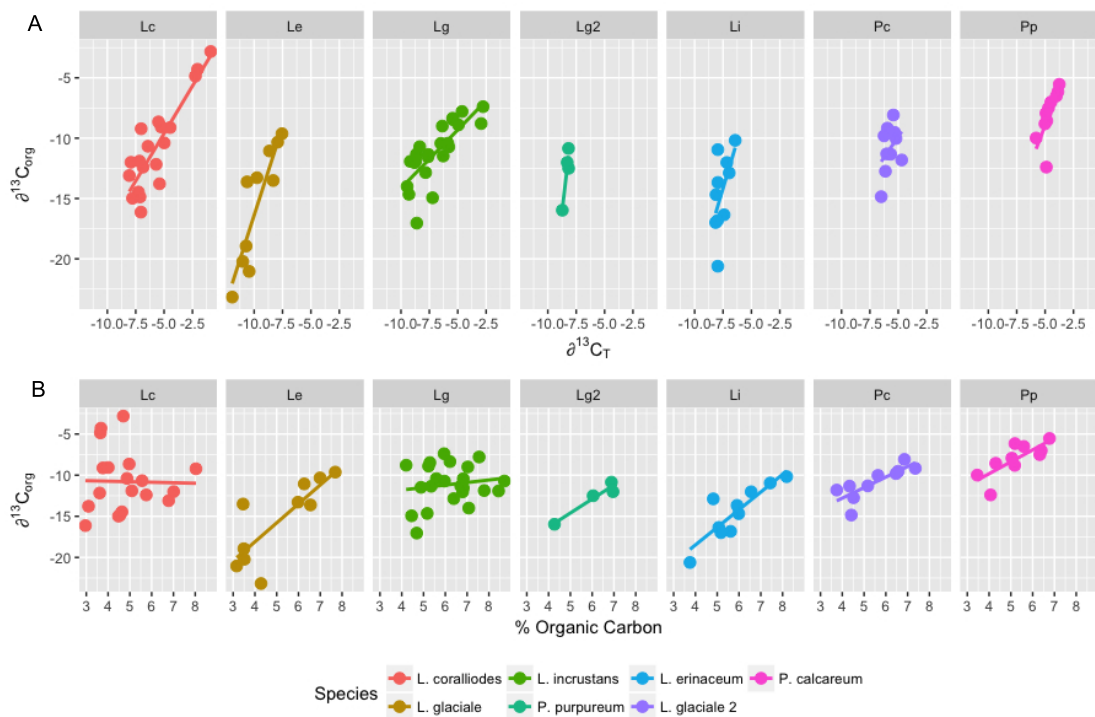 A
Lc Le Lg Lg2 Li Pc Pp
-5
-10
-15
-20
∂13Corg
-10.0-7.5 -5.0 -2.5 -10.0-7.5 -5.0 -2.5 -10.0-7.5 -5.0 -2.5 -10.0-7.5 -5.0 -2.5 -10.0-7.5 -5.0 -2.5 -10.0-7.5 -5.0 -2.5 -10.0-7.5 -5.0 -2.5
∂13CT
B
Lc Le Lg Lg2 Li Pc Pp
-5
-10
-15
-20
∂13Corg
3 4 5 6 7 8 3 4 5 6 7 8 3 4 5 6 7 8 3 4 5 6 7 8 3 4 5 6 7 8 3 4 5 6 7 8 3 4 5 6 7 8
% Organic Carbon
Species
L. coralliodes L. incrustans L. erinaceum P. calcareum
L. glaciale P. purpureum L. glaciale 2